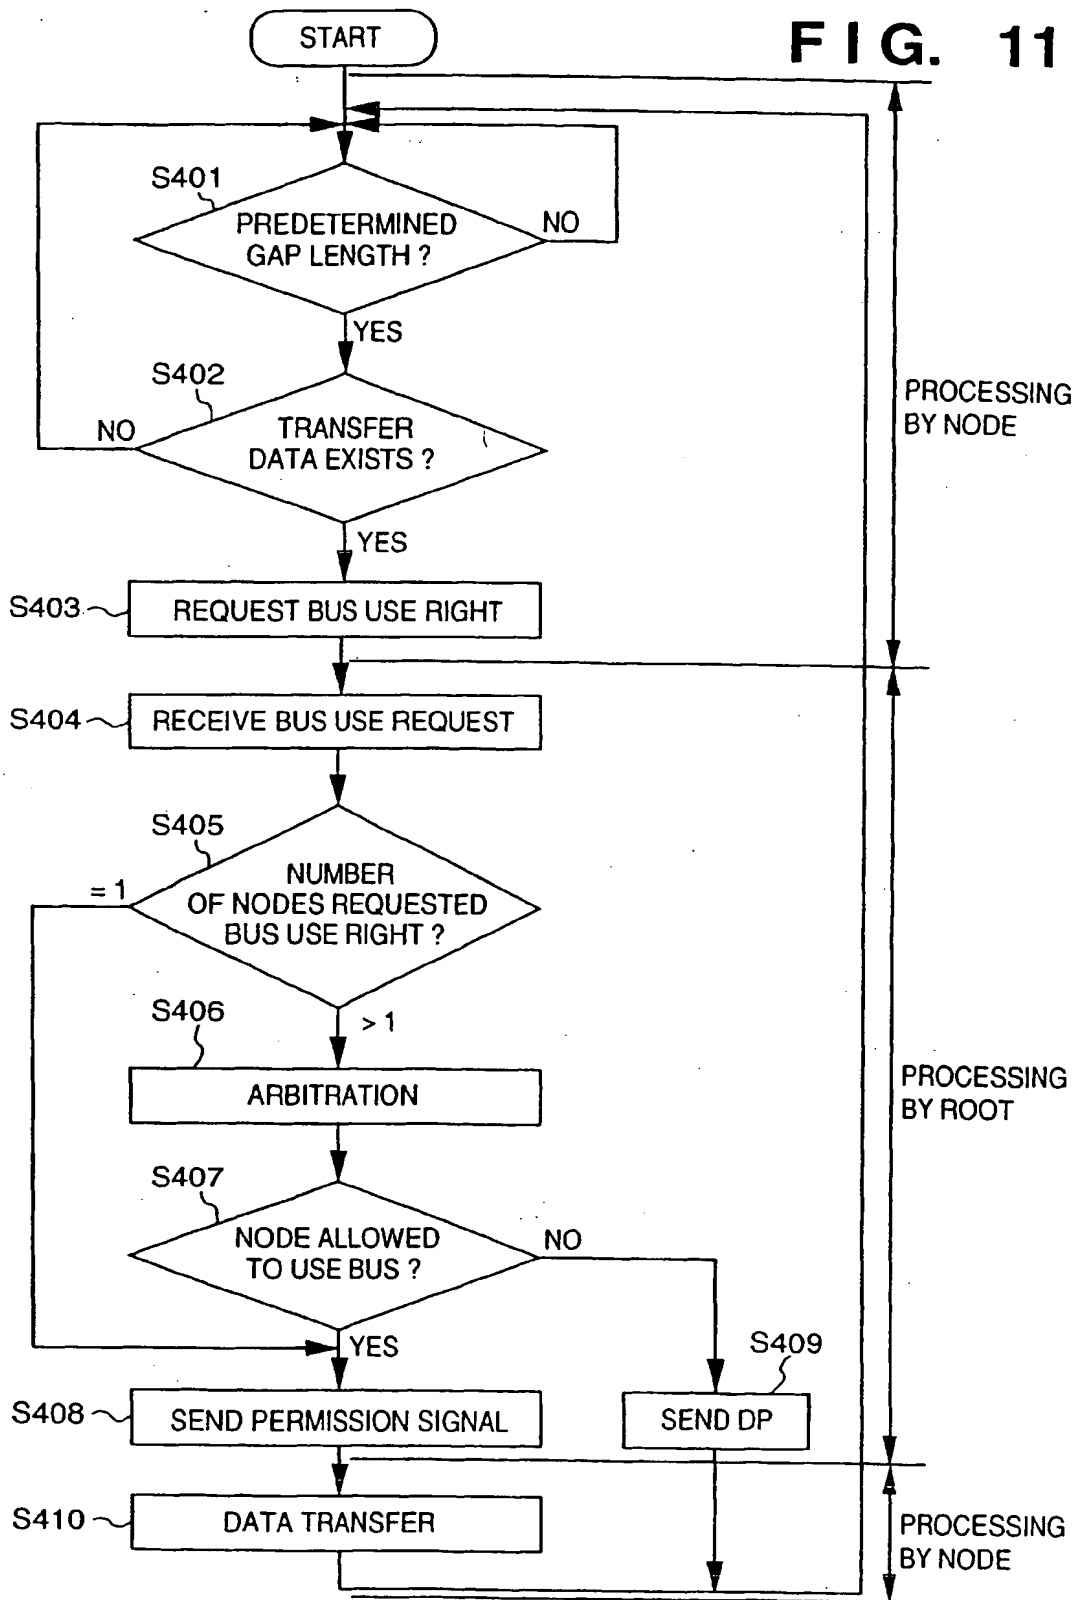 FIG. 11
START
S401
PREDETERMINED
GAP LENGTH ?
NO
YES
S402
TRANSFER
DATA EXISTS ?
NO
YES
PROCESSING
BY NODE
S403
REQUEST BUS USE RIGHT
S404
RECEIVE BUS USE REQUEST
S405
NUMBER
OF NODES REQUESTED
BUS USE RIGHT ?
= 1
> 1
S406
ARBITRATION
PROCESSING
BY ROOT
S407
NODE ALLOWED
TO USE BUS ?
NO
YES
S408
SEND PERMISSION SIGNAL
S409
SEND DP
S410
DATA TRANSFER
PROCESSING
BY NODE